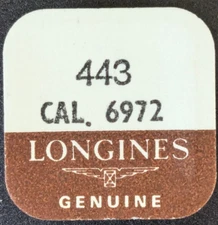 443
CAL. 6972
LONGINES
GENUINE